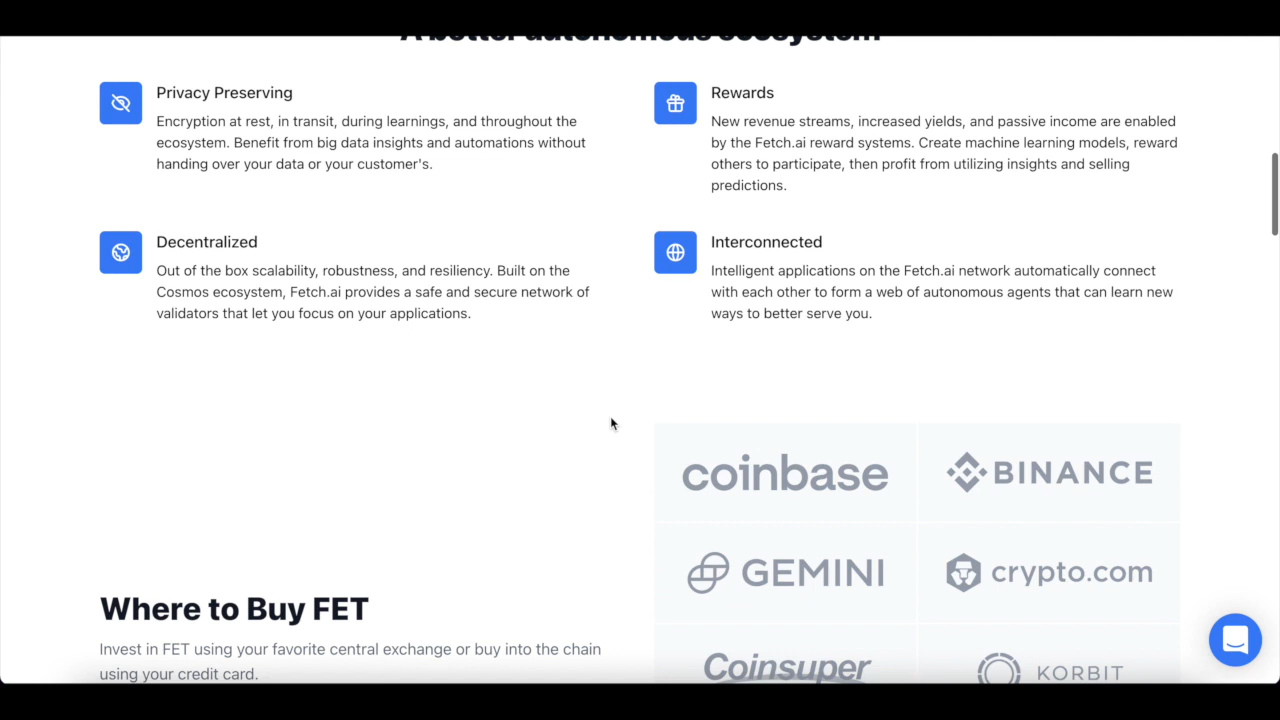 A better autonomous ecosystem
Privacy Preserving
Encryption at rest, in transit, during learnings, and throughout the
ecosystem. Benefit from big data insights and automations without
handing over your data or your customer's.
Rewards
New revenue streams, increased yields, and passive income are enabled
by the Fetch.ai reward systems. Create machine learning models, reward
others to participate, then profit from utilizing insights and selling
predictions.
Decentralized
Out of the box scalability, robustness, and resiliency. Built on the
Cosmos ecosystem, Fetch.ai provides a safe and secure network of
validators that let you focus on your applications.
Interconnected
Intelligent applications on the Fetch.ai network automatically connect
with each other to form a web of autonomous agents that can learn new
ways to better serve you.
Where to Buy FET
Invest in FET using your favorite central exchange or buy into the chain
using your credit card.
coinbase
BINANCE
GEMINI
crypto.com
Coinsuper
KORBIT